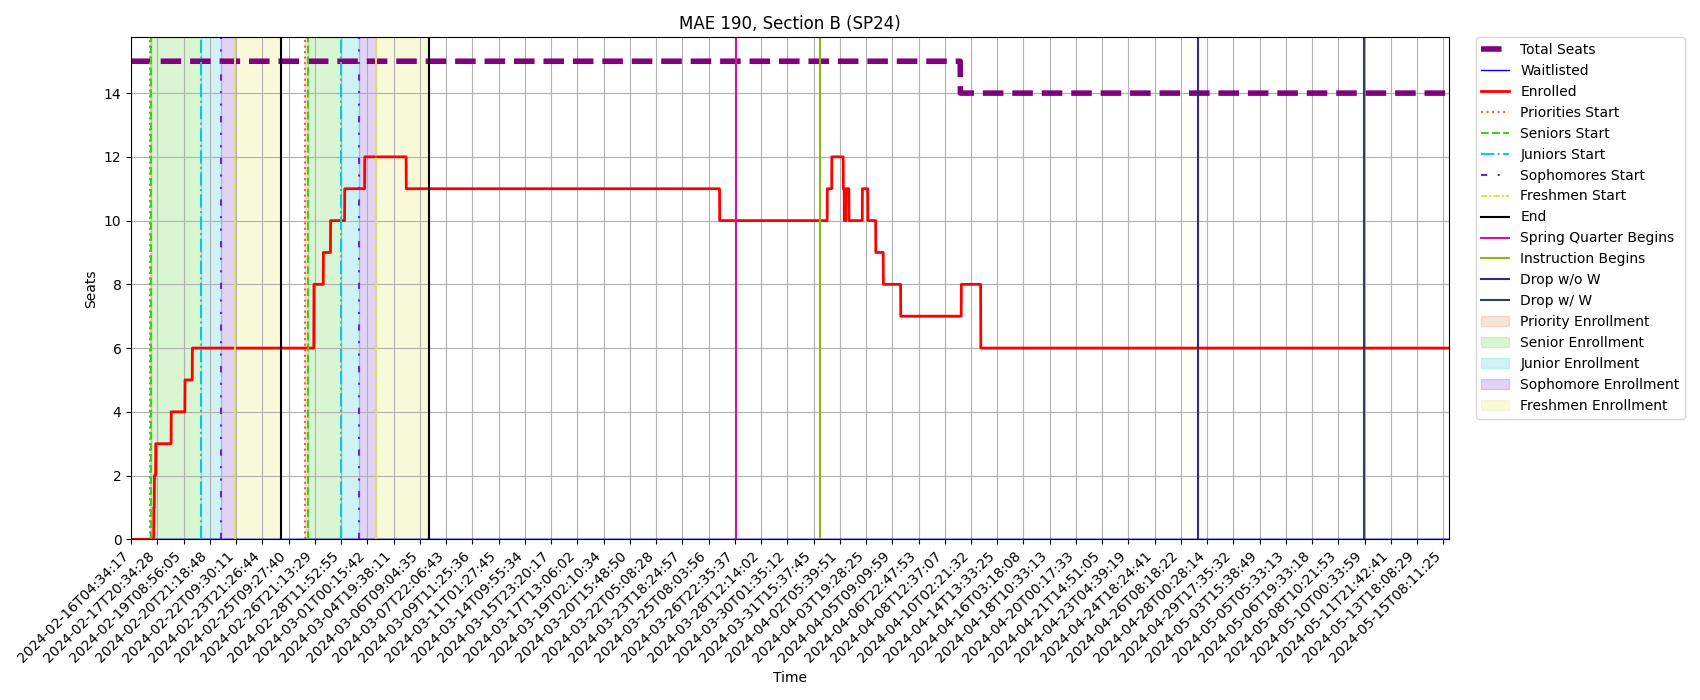 MAE 190, Section B (SP24)
Total Seats
Waitlisted
Enrolled
Priorities Start
Seniors Start
Juniors Start
Sophomores Start
Freshmen Start
End
Spring Quarter Begins
Instruction Begins
Drop w/o W
Drop w/ W
Priority Enrollment
Senior Enrollment
Junior Enrollment
Sophomore Enrollment
Freshmen Enrollment
Seats
14
12
10
8
6
4
2
0
2024-02-16T04:34:17
2024-02-17T20:34:28
2024-02-19T08:56:05
2024-02-20T21:18:48
2024-02-22T09:30:11
2024-02-23T21:26:44
2024-02-25T09:27:40
2024-02-26T21:13:29
2024-02-28T11:52:55
2024-03-01T00:15:42
2024-03-04T19:38:11
2024-03-06T09:04:35
2024-03-07T22:06:43
2024-03-09T11:25:36
2024-03-11T01:27:45
2024-03-14T09:55:34
2024-03-15T23:20:17
2024-03-17T13:06:02
2024-03-19T02:10:34
2024-03-20T15:48:50
2024-03-22T05:08:28
2024-03-23T18:24:57
2024-03-25T08:03:56
2024-03-26T22:35:37
2024-03-28T12:14:02
2024-03-30T01:35:12
2024-03-31T15:37:45
2024-04-02T05:39:51
2024-04-03T19:28:25
2024-04-05T09:09:59
2024-04-06T22:47:53
2024-04-08T12:37:07
2024-04-10T02:21:32
2024-04-14T13:33:25
2024-04-16T03:18:08
2024-04-18T10:33:13
2024-04-20T00:17:33
2024-04-21T14:51:05
2024-04-23T04:39:19
2024-04-24T18:24:41
2024-04-26T08:18:22
2024-04-28T00:28:14
2024-04-29T17:35:32
2024-05-03T15:38:49
2024-05-05T05:33:13
2024-05-06T19:33:18
2024-05-08T10:21:53
2024-05-10T00:33:59
2024-05-11T21:42:41
2024-05-13T18:08:29
2024-05-15T08:11:25
Time